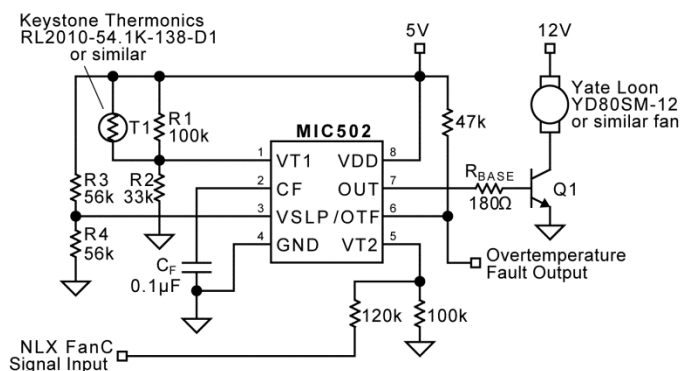 Keystone Thermonics
RL2010-54.1K-138-D1
or similar
5V
12V
Yate Loon
YD80SM-12
or similar fan
T1
R1
100k
47k
MIC502
1
VT1
VDD
8
R3
56k
R2
33k
2
CF
OUT
7
RBASE
180Ω
Q1
3
VSLP
/OTF
6
R4
56k
4
GND
VT2
5
CF
0.1µF
Overtemperature
Fault Output
120k
100k
NLX FanC
Signal Input